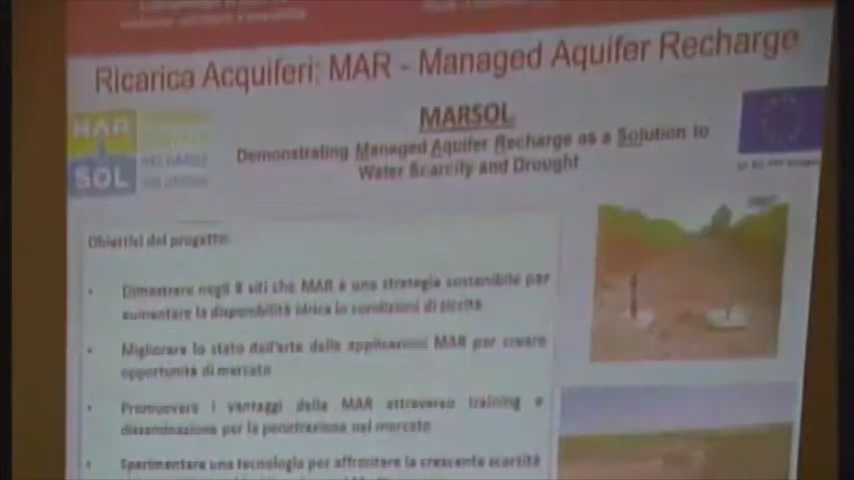 Ricarica Acquiferi: MAR - Managed Aquifer Recharge
MARSOL
Demonstrating Managed Aquifer Recharge as a Solution to
Water Scarcity and Drought
MAR
SOL
RECHARGE
Obiettivi del progetto:
• Dimostrare negli 8 siti che MAR è una strategia sostenibile per
aumentare la disponibilità idrica in condizioni di siccità
• Migliorare lo stato dell'arte delle applicazioni MAR per creare
opportunità di mercato
• Promuovere i vantaggi della MAR attraverso training e
disseminazione per la penetrazione nel mercato
• Sperimentare una tecnologia per affrontare la crescente scarsità